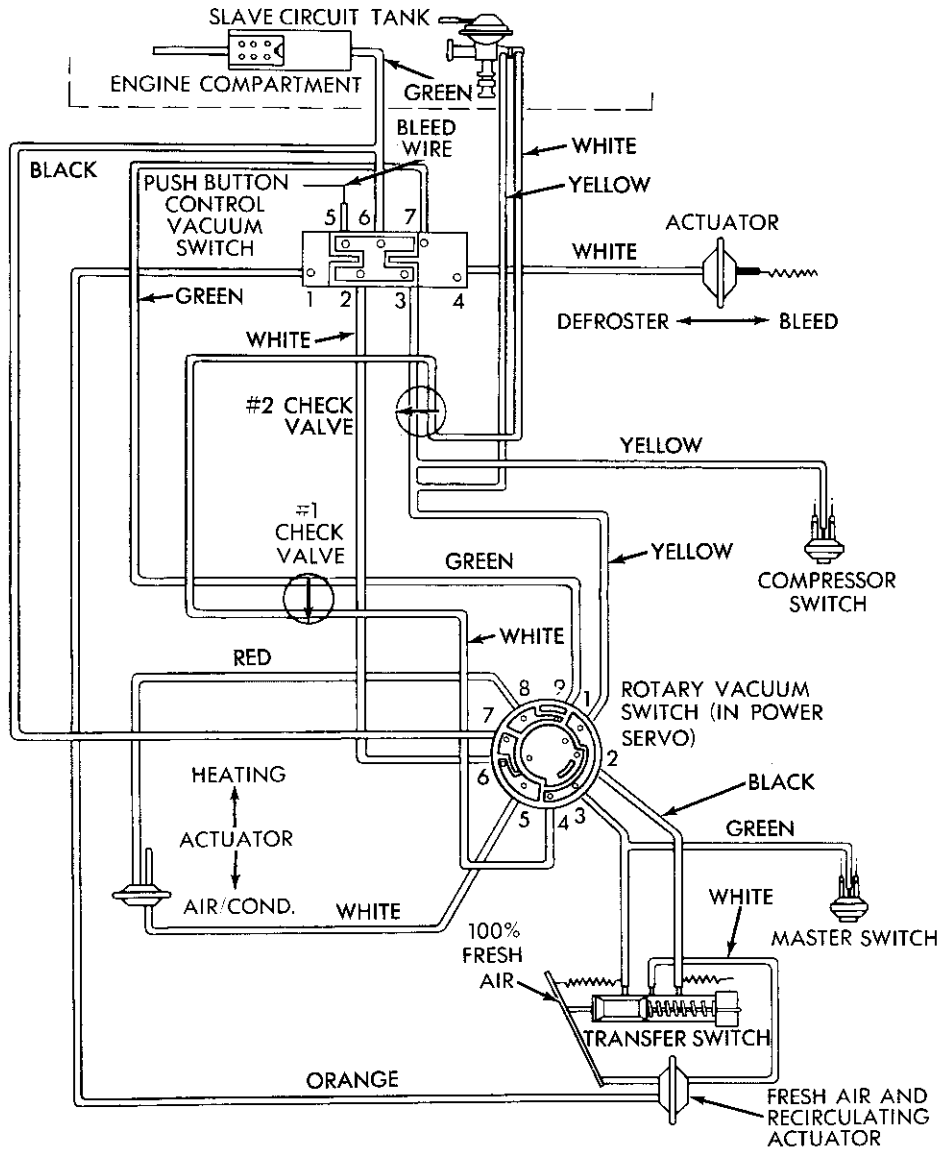 SLAVE CIRCUIT TANK
ENGINE COMPARTMENT
GREEN
BLEED
WIRE
WHITE
BLACK
YELLOW
PUSH BUTTON
CONTROL
VACUUM
SWITCH
5 6 7
ACTUATOR
WHITE
GREEN
1 2 3 4
DEFROSTER BLEED
WHITE
#2 CHECK
VALVE
YELLOW
#1
CHECK
VALVE
GREEN
YELLOW
COMPRESSOR
SWITCH
WHITE
RED
8 9 1
7
2
6
5 4 3
ROTARY VACUUM
SWITCH (IN POWER
SERVO)
HEATING
ACTUATOR
AIR/COND.
BLACK
GREEN
WHITE
WHITE
MASTER SWITCH
100%
FRESH
AIR
TRANSFER SWITCH
ORANGE
FRESH AIR AND
RECIRCULATING
ACTUATOR